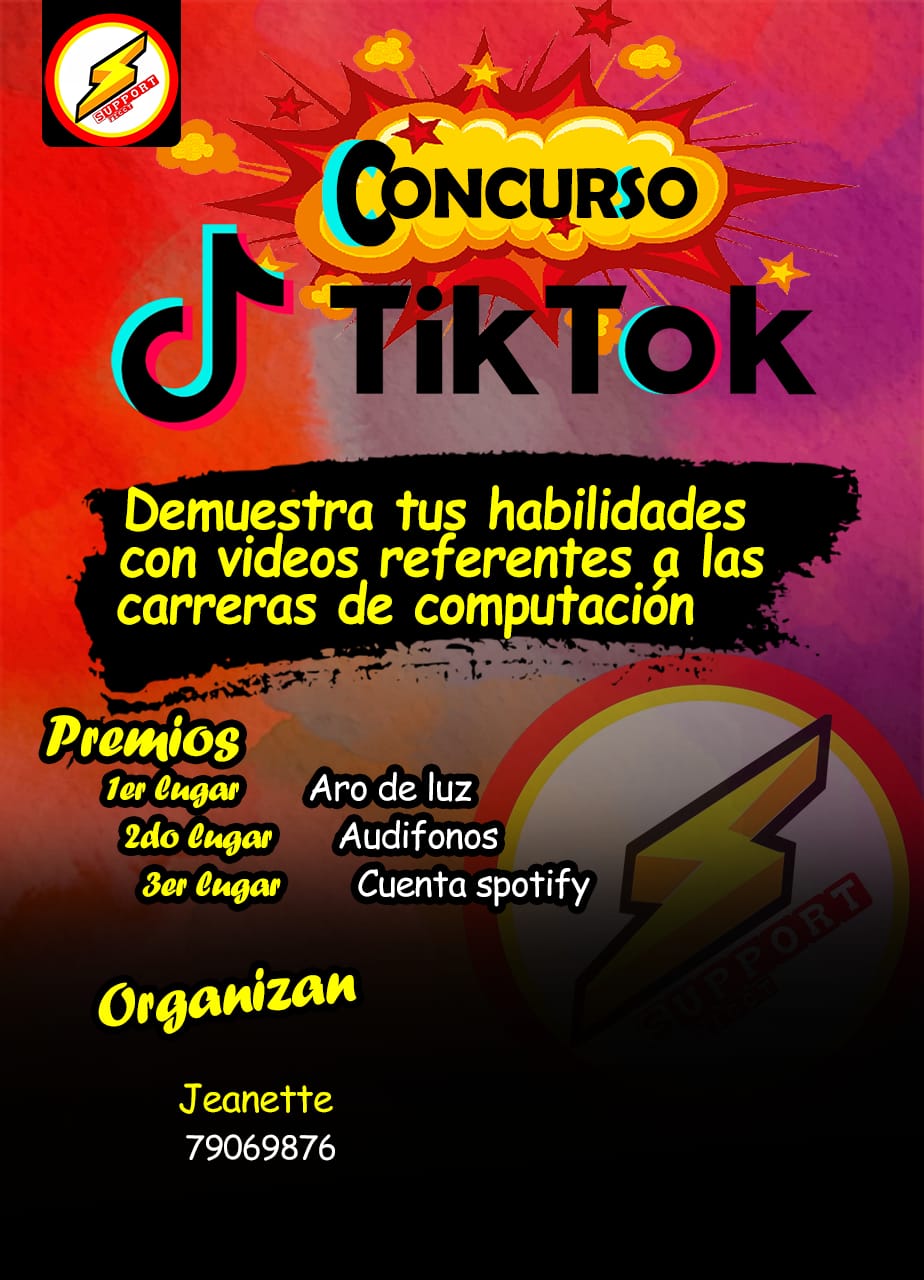 SUPPORT
CONCURSO
TikTok
Demuestra tus habilidades
con videos referentes a las
carreras de computación
Premios
1er lugar Aro de luz
2do lugar Audifonos
3er lugar Cuenta spotify
SUPPORT
Organizan
Jeanette
79069876